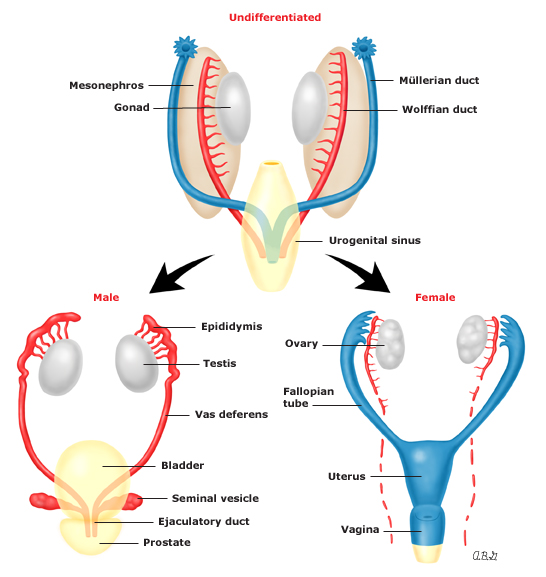 Undifferentiated
Mesonephros
Gonad
Müllerian duct
Wolffian duct
Urogenital sinus
Male
Epididymis
Testis
Vas deferens
Bladder
Seminal vesicle
Ejaculatory duct
Prostate
Female
Ovary
Fallopian
tube
Uterus
Vagina